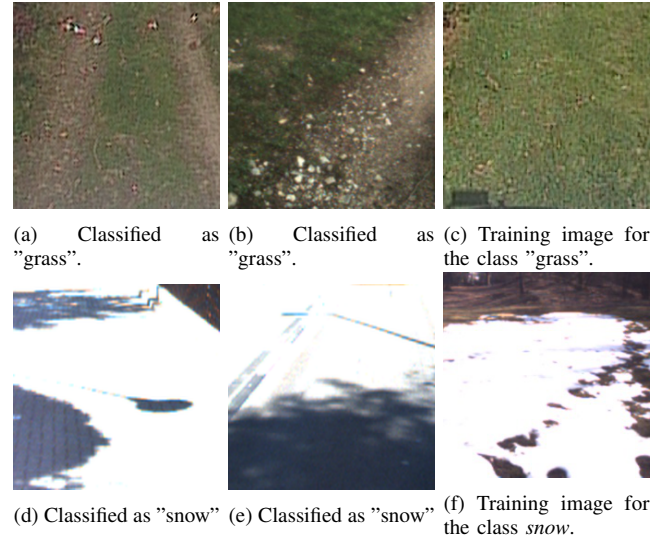 (a) Classified as
"grass".
(b) Classified as
"grass".
(c) Training image for
the class "grass".
(d) Classified as "snow"
(e) Classified as "snow"
(f) Training image for
the class snow.